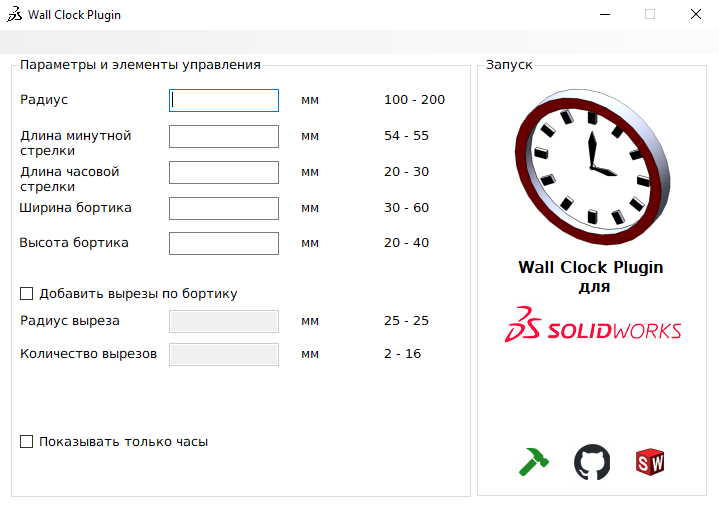 Wall Clock Plugin
Параметры и элементы управления
Радиус мм 100 - 200
Длина минутной
стрелки мм 54 - 55
Длина часовой
стрелки мм 20 - 30
Ширина бортика мм 30 - 60
Высота бортика мм 20 - 40
Добавить вырезы по бортику
Радиус выреза мм 25 - 25
Количество вырезов мм 2 - 16
Показывать только часы
Запуск
Wall Clock Plugin
для
SOLIDWORKS
SW